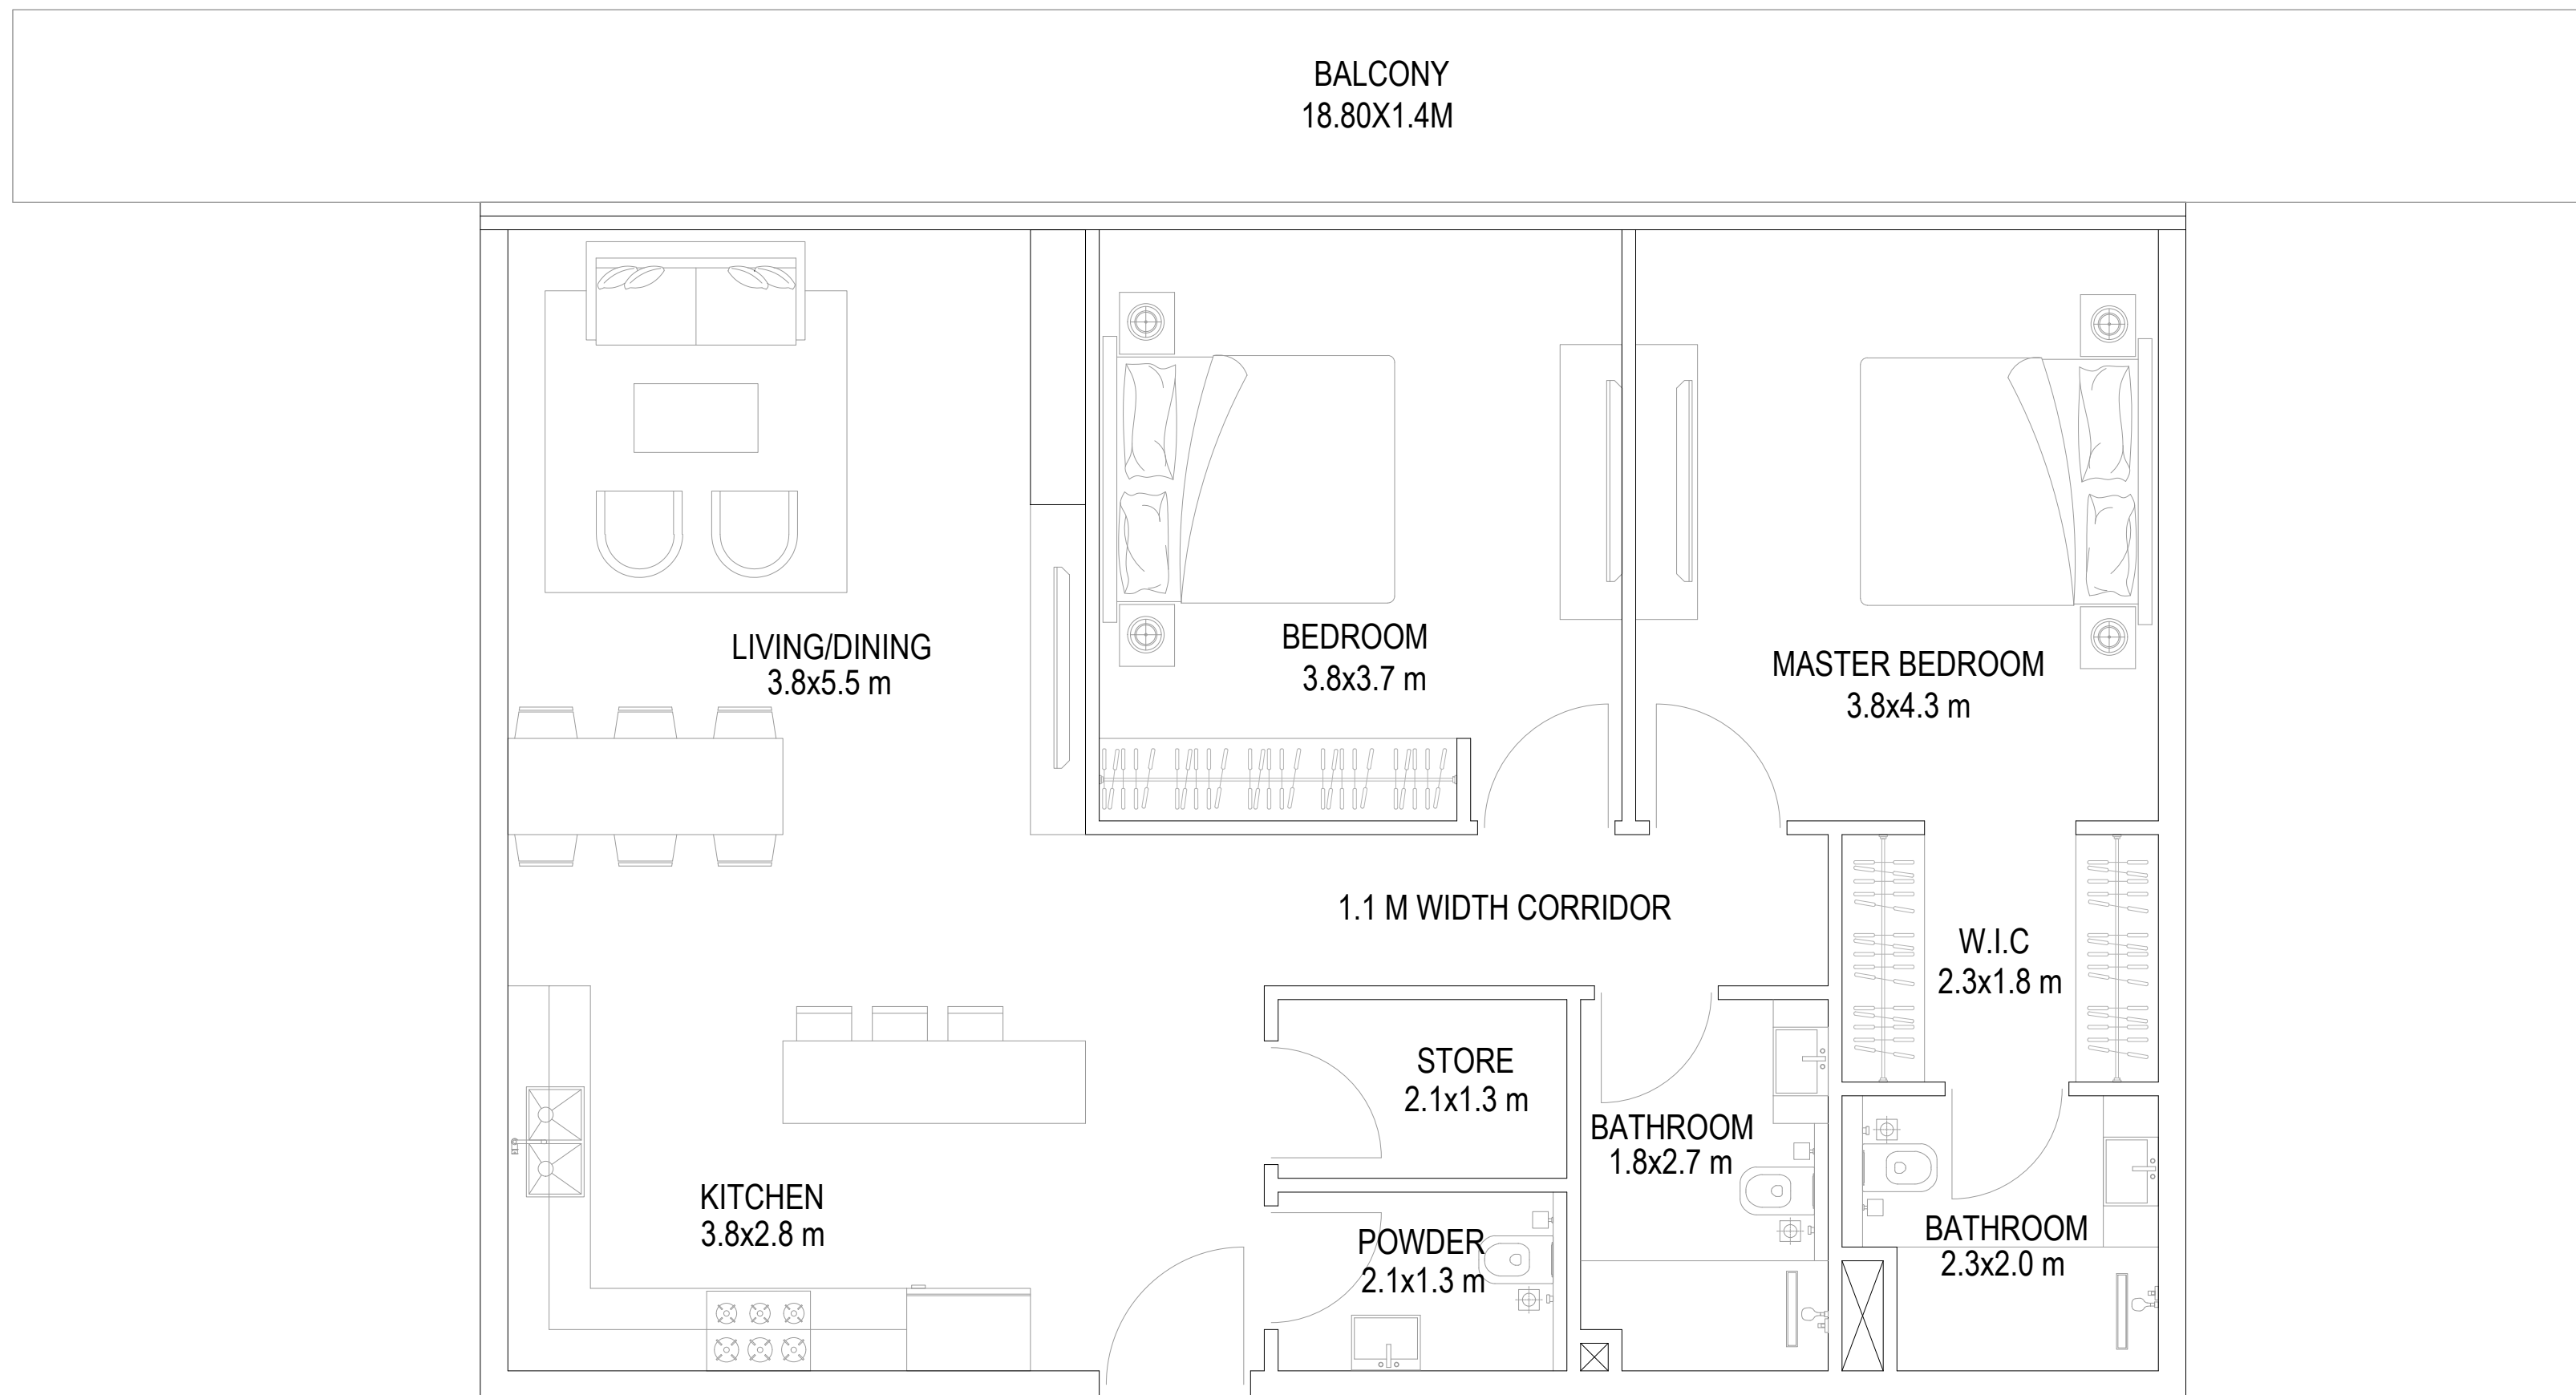 BALCONY
18.80X1.4M
LIVING/DINING
3.8x5.5 m
BEDROOM
3.8x3.7 m
MASTER BEDROOM
3.8x4.3 m
1.1 M WIDTH CORRIDOR
W.I.C
2.3x1.8 m
STORE
2.1x1.3 m
BATHROOM
1.8x2.7 m
KITCHEN
3.8x2.8 m
POWDER
2.1x1.3 m
BATHROOM
2.3x2.0 m